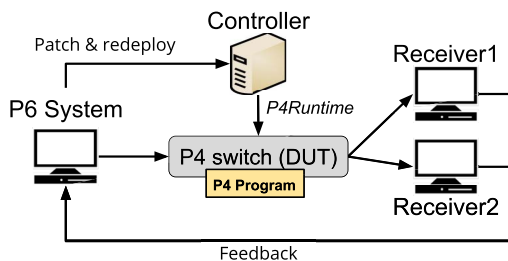 Controller
Patch & redeploy
Receiver1
P6 System
P4Runtime
P4 switch (DUT)
P4 Program
Receiver2
Feedback